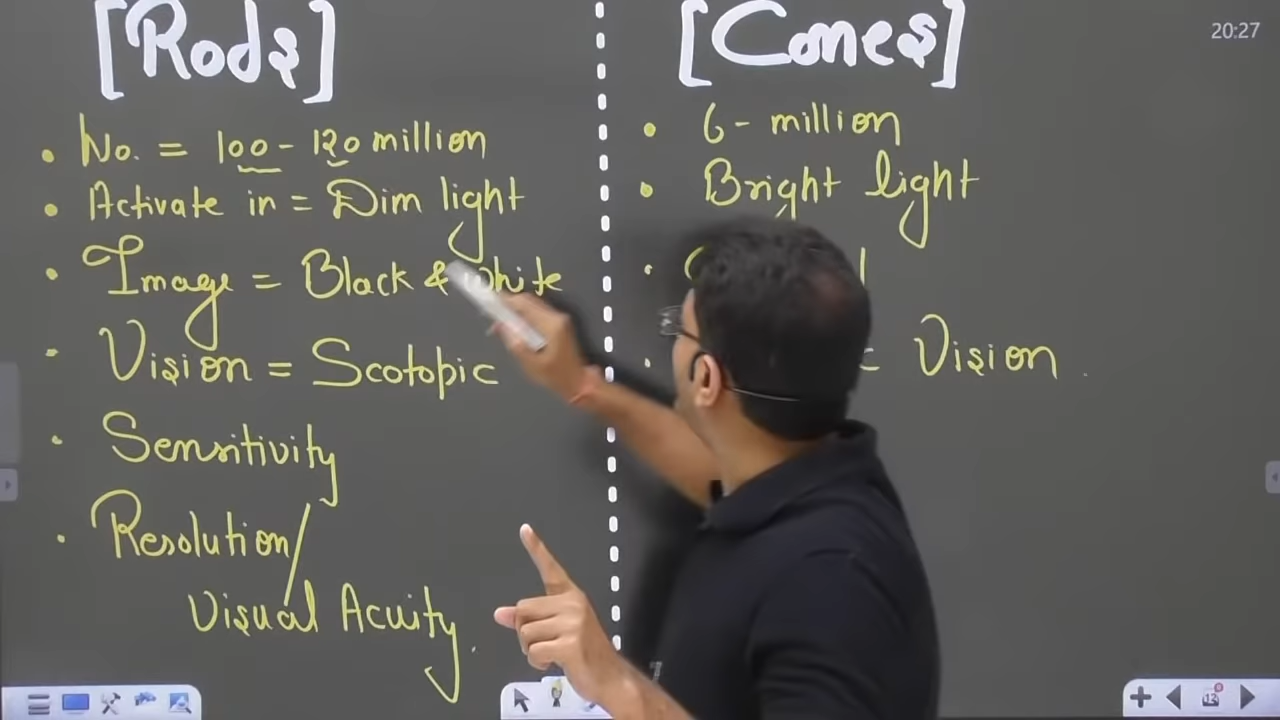 [Rods]
• No. = 100 - 120 million
• Activate in = Dim light
• Image = Black & White
• Vision = Scotopic
• Sensitivity
• Resolution/
Visual Acuity.
[Cones]
• 6 - million
• Bright light
•
• Vision.
20:27
12